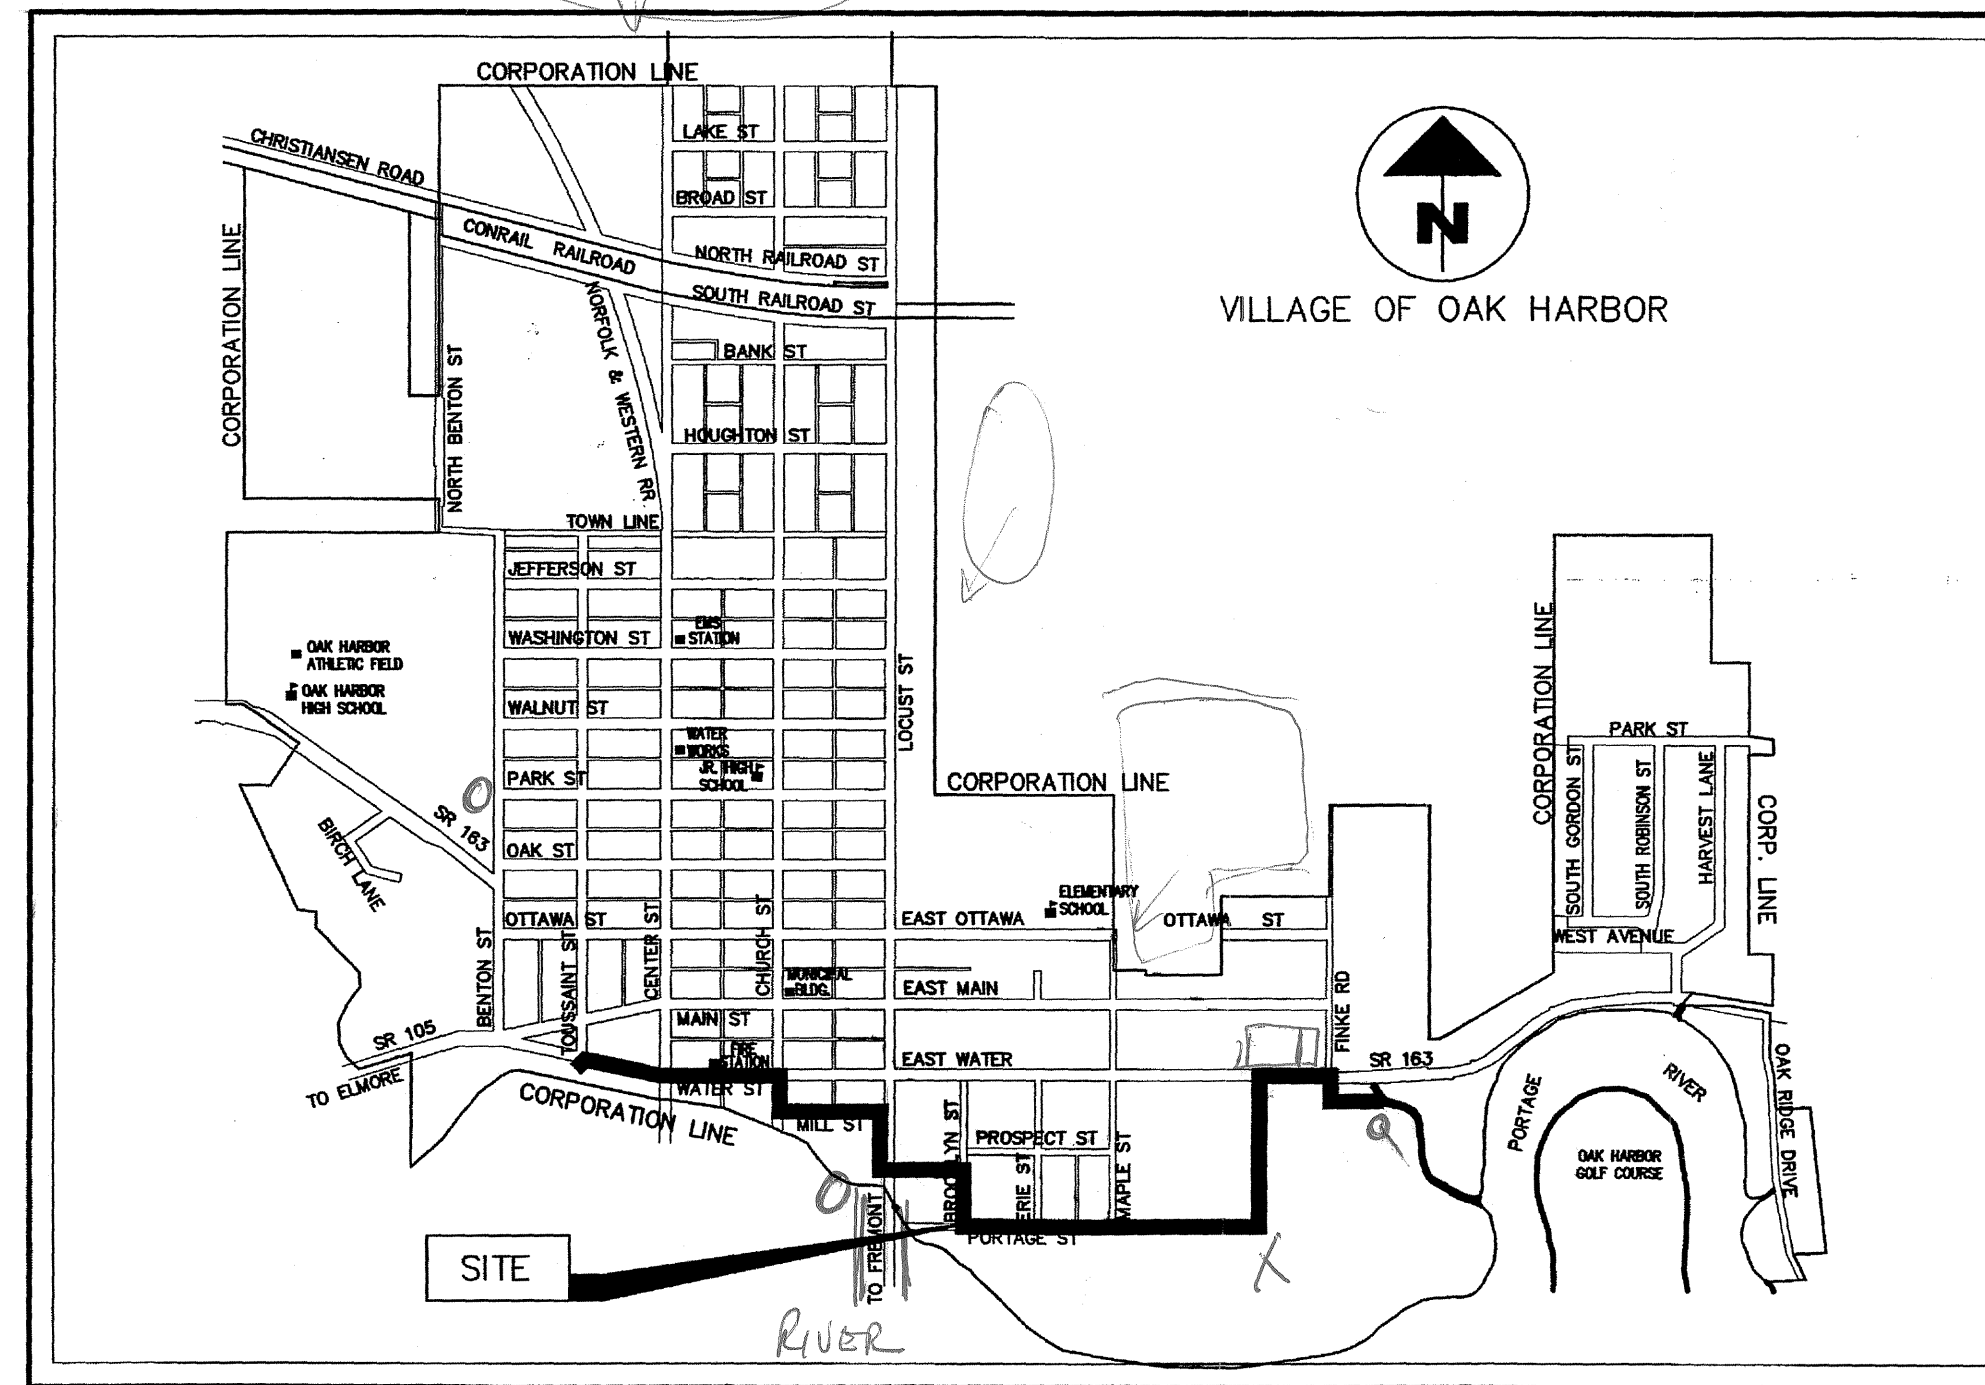 CORPORATION LINE
LAKE ST
CHRISTIANSEN ROAD
BROAD ST
N
CONRAIL RAILROAD
NORTH RAILROAD ST
SOUTH RAILROAD ST
VILLAGE OF OAK HARBOR
CORPORATION LINE
NORTH BENTON ST
NORFOLK & WESTERN RR
BANK ST
HOUGHTON ST
TOWN LINE
JEFFERSON ST
EMS
STATION
WASHINGTON ST
OAK HARBOR
ATHLETIC FIELD
OAK HARBOR
HIGH SCHOOL
WALNUT ST
LOCUST ST
WATER
WORKS
JR. HIGH
SCHOOL
PARK ST
CORPORATION LINE
CORPORATION LINE
PARK ST
SOUTH GORDON ST
SOUTH ROBINSON ST
HARVEST LANE
CORP. LINE
SR 163
BIRCH LANE
OAK ST
ELEMENTARY
SCHOOL
OTTAWA ST
EAST OTTAWA
OTTAWA ST
WEST AVENUE
BENTON ST
TOUSSAINT ST
CENTER ST
CHURCH ST
MUNICIPAL
BLDG.
EAST MAIN
FINKE RD
MAIN ST
SR 105
TO ELMORE
FIRE
STATION
EAST WATER
SR 163
WATER ST
CORPORATION LINE
MILL ST
PROSPECT ST
BROOKLYN ST
ERIE ST
MAPLE ST
PORTAGE RIVER
OAK HARBOR
GOLF COURSE
OAK RIDGE DRIVE
PORTAGE ST
TO FREMONT
SITE
X
RIVER